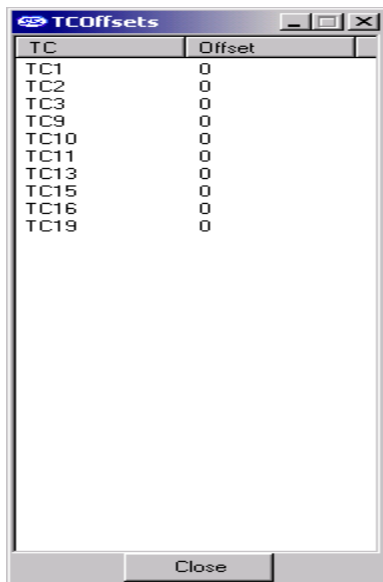 TCOffsets
TC Offset
TC1 0
TC2 0
TC3 0
TC9 0
TC10 0
TC11 0
TC13 0
TC15 0
TC16 0
TC19 0
Close